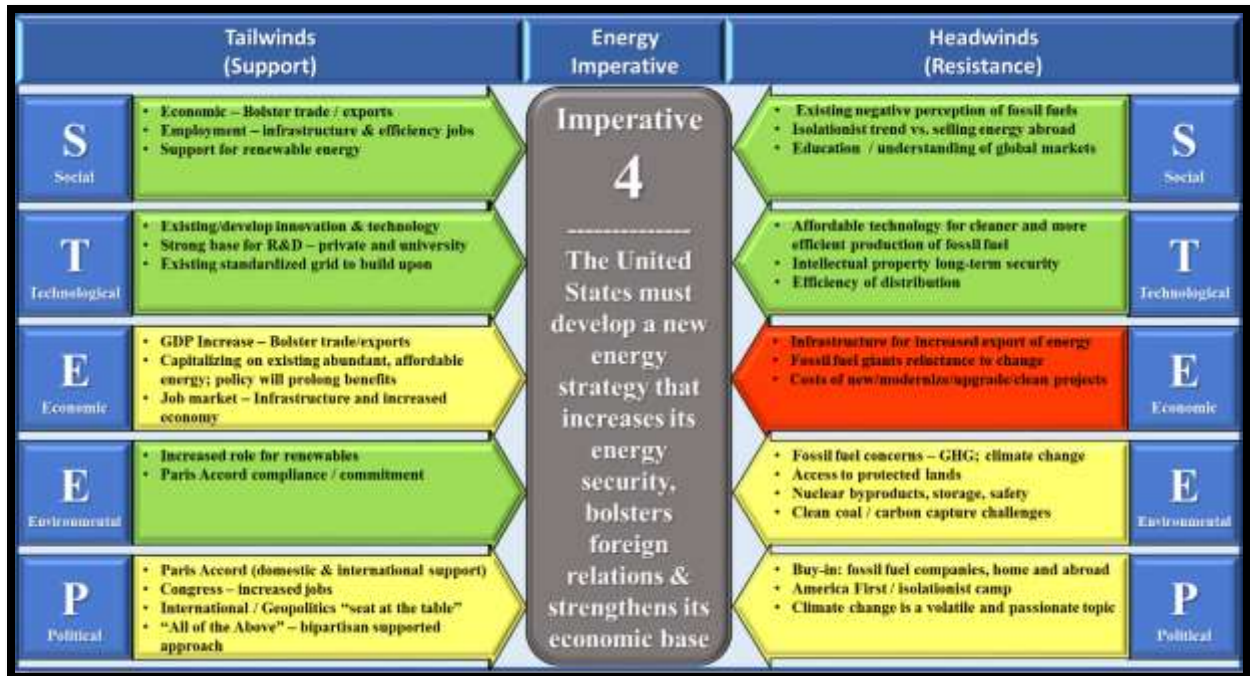 Tailwinds
(Support)
Energy
Imperative
Headwinds
(Resistance)
S
Social
• Economic – Bolster trade / exports
• Employment – infrastructure & efficiency jobs
• Support for renewable energy
T
Technological
• Existing/develop innovation & technology
• Strong base for R&D – private and university
• Existing standardized grid to build upon
E
Economic
• GDP Increase – Bolster trade/exports
• Capitalizing on existing abundant, affordable
energy; policy will prolong benefits
• Job market – Infrastructure and increased
economy
E
Environmental
• Increased role for renewables
• Paris Accord compliance / commitment
P
Political
• Paris Accord (domestic & international support)
• Congress – increased jobs
• International / Geopolitics “seat at the table”
• “All of the Above” – bipartisan supported
approach
Imperative
4
--------------
The United
States must
develop a new
energy
strategy that
increases its
energy
security,
bolsters
foreign
relations &
strengthens its
economic base
• Existing negative perception of fossil fuels
• Isolationist trend vs. selling energy abroad
• Education / understanding of global markets
S
Social
• Affordable technology for cleaner and more
efficient production of fossil fuel
• Intellectual property long-term security
• Efficiency of distribution
T
Technological
• Infrastructure for increased export of energy
• Fossil fuel giants reluctance to change
• Costs of new/modernize/upgrade/clean projects
E
Economic
• Fossil fuel concerns – GHG; climate change
• Access to protected lands
• Nuclear byproducts, storage, safety
• Clean coal / carbon capture challenges
E
Environmental
• Buy-in: fossil fuel companies, home and abroad
• America First / isolationist camp
• Climate change is a volatile and passionate topic
P
Political